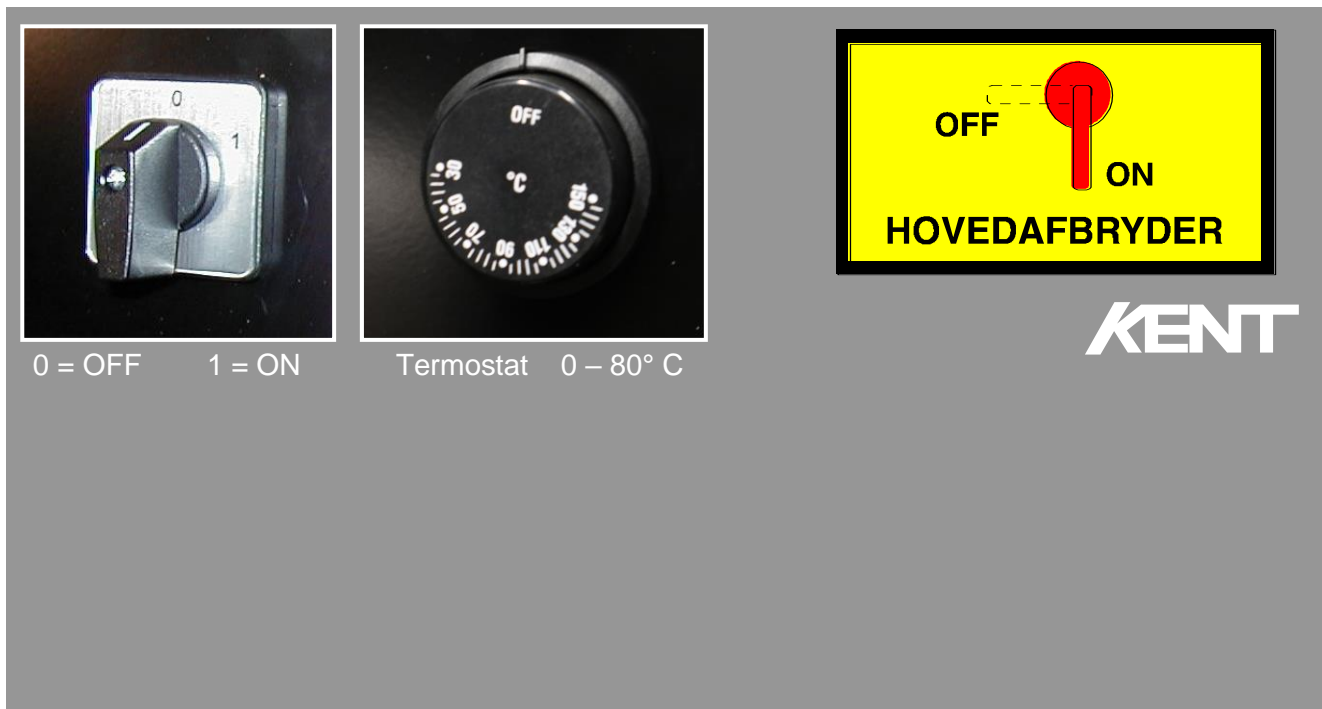 0
1
0 = OFF 1 = ON
OFF
°C
30 50 70 90 110 130 150
Termostat 0 – 80° C
OFF
ON
HOVEDAFBRYDER
KENT